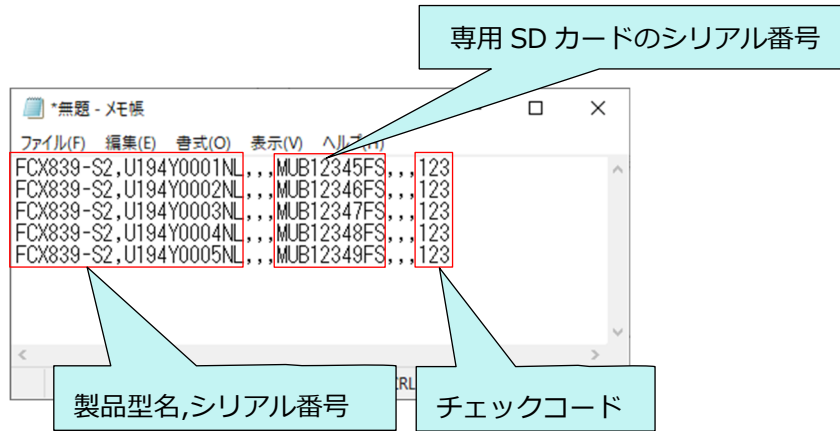 専用 SD カードのシリアル番号
*無題 - メモ帳
ファイル(F) 編集(E) 書式(O) 表示(V)
FCX839-S2,U194Y0001NL,,,MUB12345FS,,,123
FCX839-S2,U194Y0002NL,,,MUB12346FS,,,123
FCX839-S2,U194Y0003NL,,,MUB12347FS,,,123
FCX839-S2,U194Y0004NL,,,MUB12348FS,,,123
FCX839-S2,U194Y0005NL,,,MUB12349FS,,,123
製品型名,シリアル番号
チェックコード